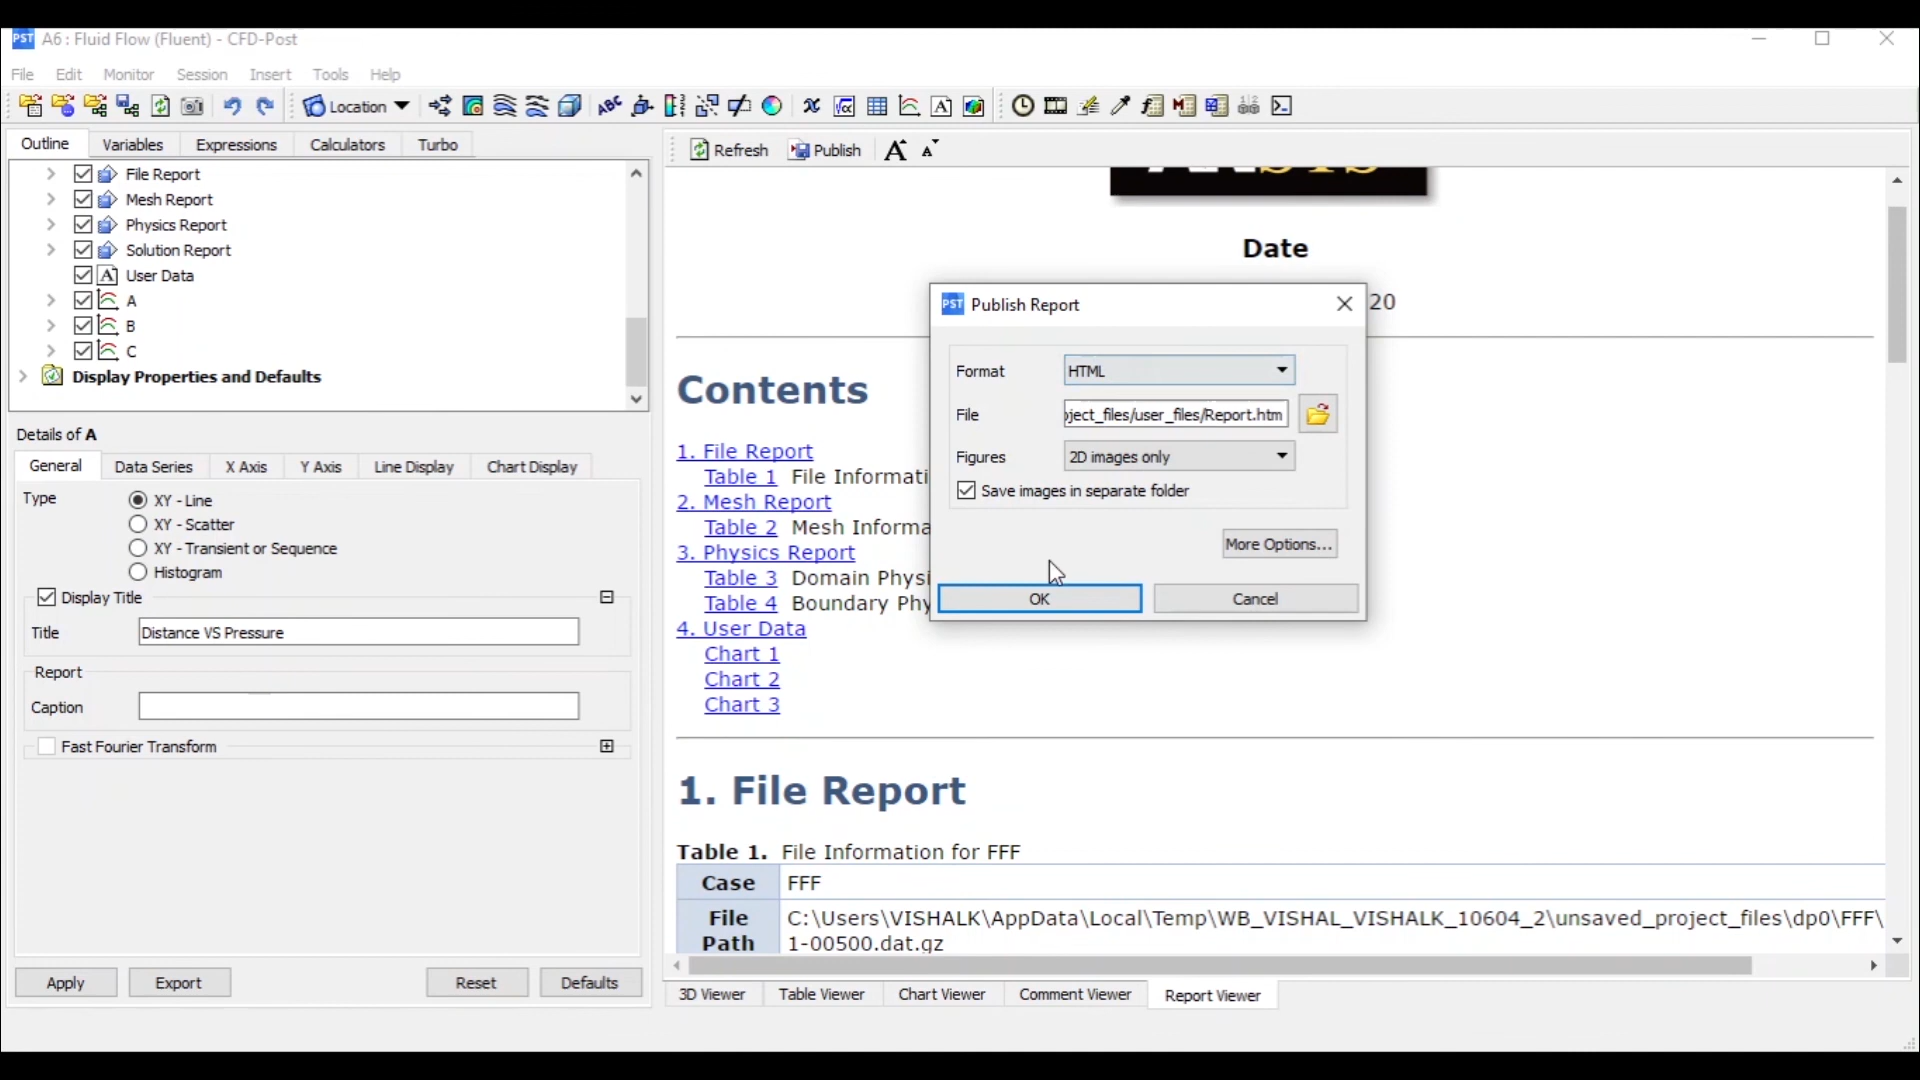 PST A6 : Fluid Flow (Fluent) - CFD-Post
File Edit Monitor Session Insert Tools Help
Location
Outline Variables Expressions Calculators Turbo
File Report
Mesh Report
Physics Report
Solution Report
User Data
A
B
C
Display Properties and Defaults
Details of A
General Data Series X Axis Y Axis Line Display Chart Display
Type
XY - Line
XY - Scatter
XY - Transient or Sequence
Histogram
Display Title
Title Distance VS Pressure
Report
Caption
Fast Fourier Transform
Apply Export Reset Defaults
Refresh Publish
Date
20
Contents
1. File Report
Table 1 File Informati
2. Mesh Report
Table 2 Mesh Informa
3. Physics Report
Table 3 Domain Physi
Table 4 Boundary Phy
4. User Data
Chart 1
Chart 2
Chart 3
1. File Report
Table 1. File Information for FFF
Case FFF
File Path C:\Users\VISHALK\AppData\Local\Temp\WB_VISHAL_VISHALK_10604_2\unsaved_project_files\dp0\FFF\
1-00500.dat.gz
3D Viewer Table Viewer Chart Viewer Comment Viewer Report Viewer
PST Publish Report
Format HTML
File ject_files/user_files/Report.htm
Figures 2D images only
Save images in separate folder
More Options...
OK Cancel